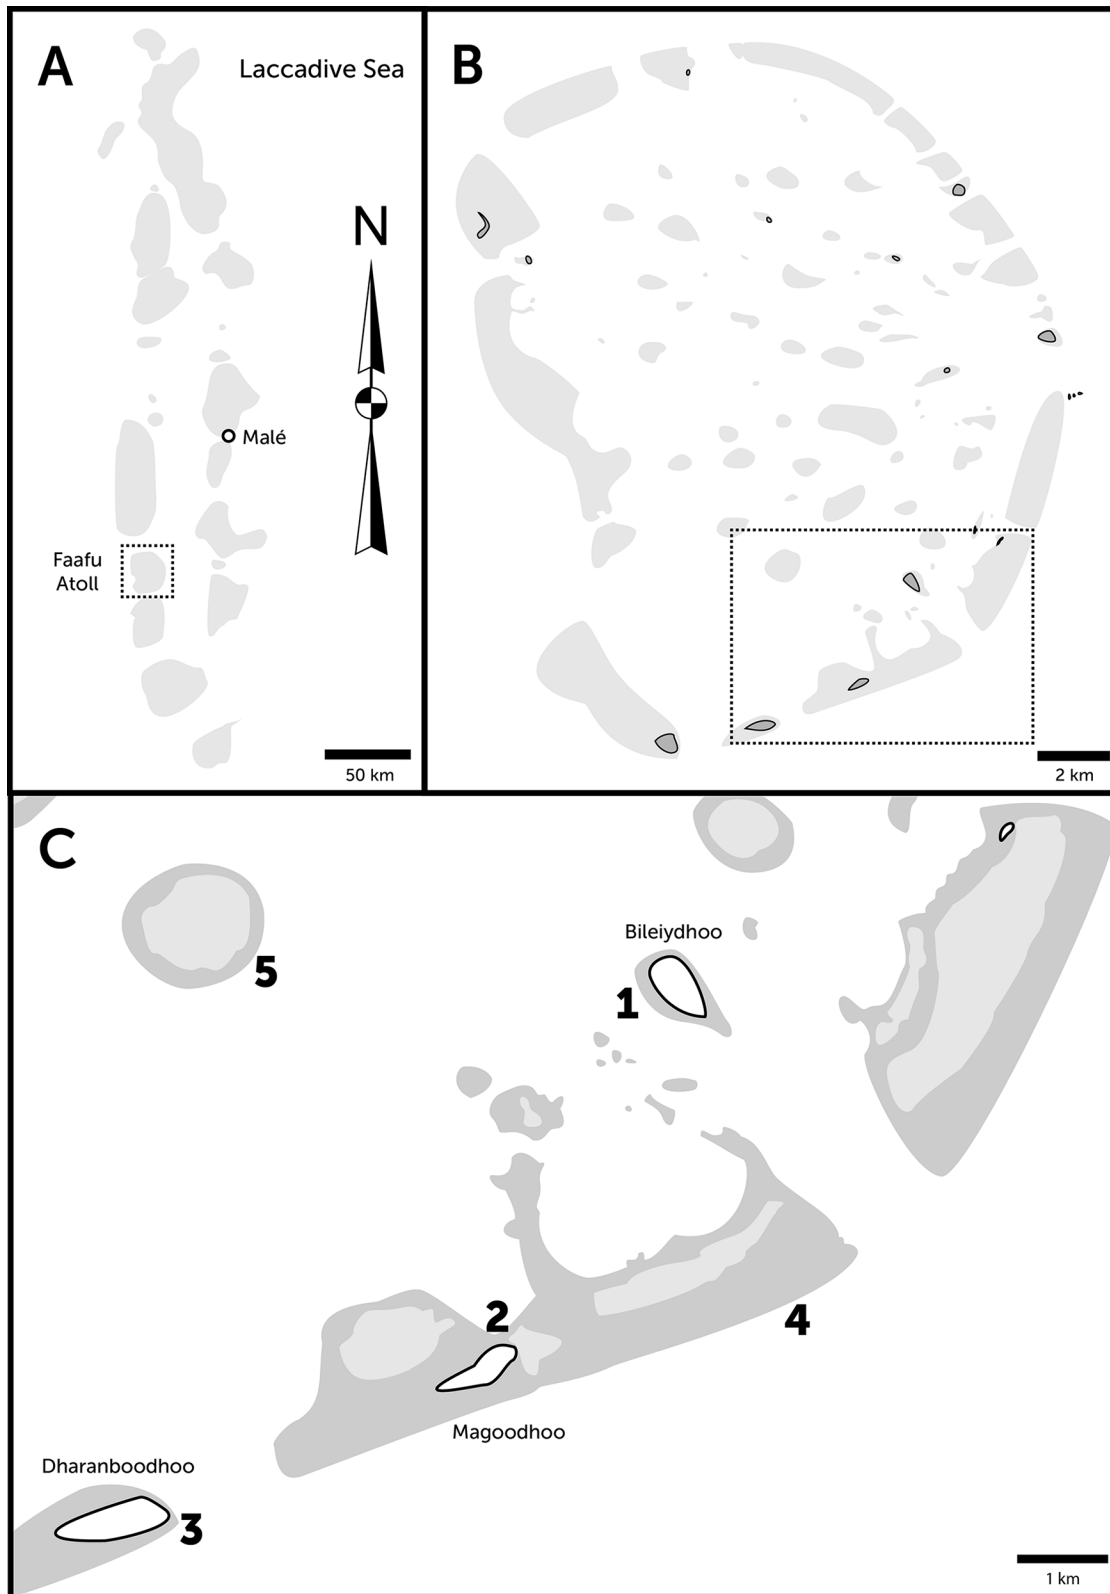 A
Laccadive Sea
N
Malé
Faafu
Atoll
50 km
B
2 km
C
Bileiydhoo
1
5
2
4
Magoodhoo
Dharanboodhoo
3
1 km